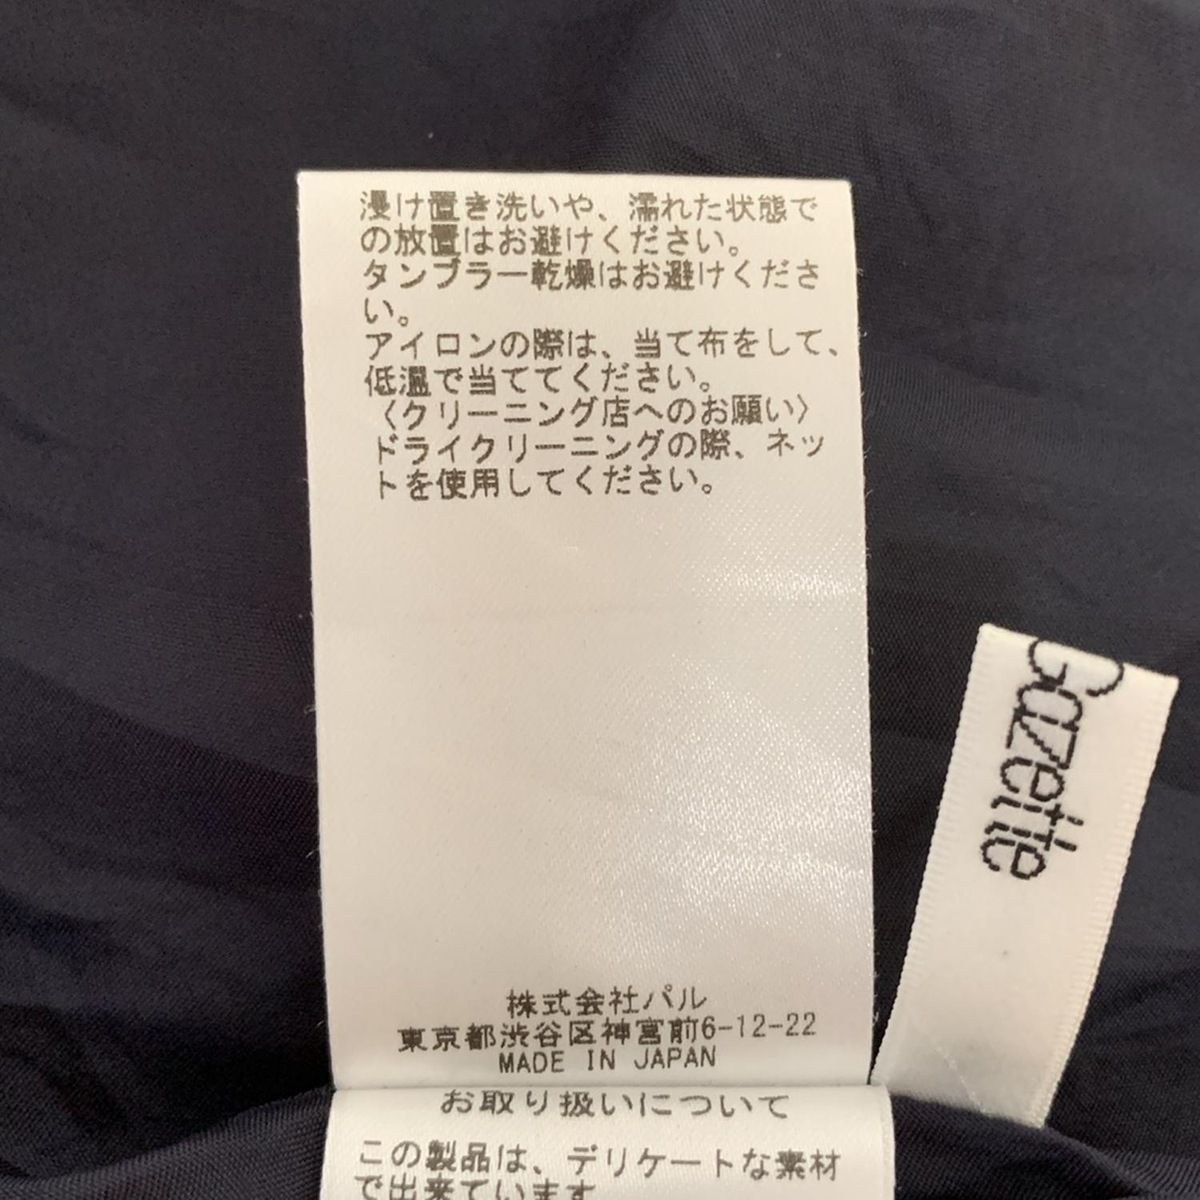 浸け置き洗いや、濡れた状態で
の放置はお避けください。
タンブラー乾燥はお避けくださ
い。
アイロンの際は、当て布をして、
低温で当ててください。
〈クリーニング店へのお願い〉
ドライクリーニングの際、ネッ
トを使用してください。
株式会社パル
東京都渋谷区神宮前6-12-22
MADE IN JAPAN
お取り扱いについて
この製品は、デリケートな素材
で出来ています
Gazette